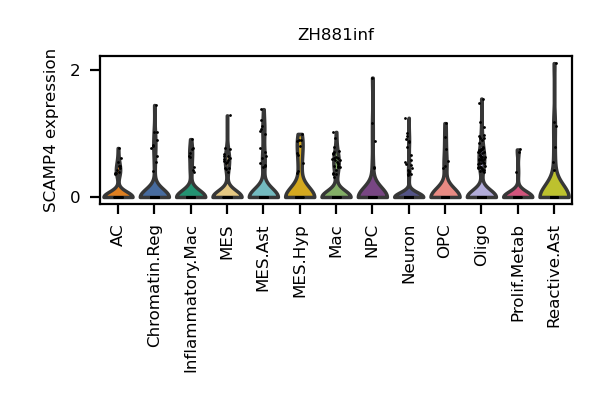 ZH881inf
SCAMP4 expression
2
0
AC
Chromatin.Reg
Inflammatory.Mac
MES
MES.Ast
MES.Hyp
Mac
NPC
Neuron
OPC
Oligo
Prolif.Metab
Reactive.Ast